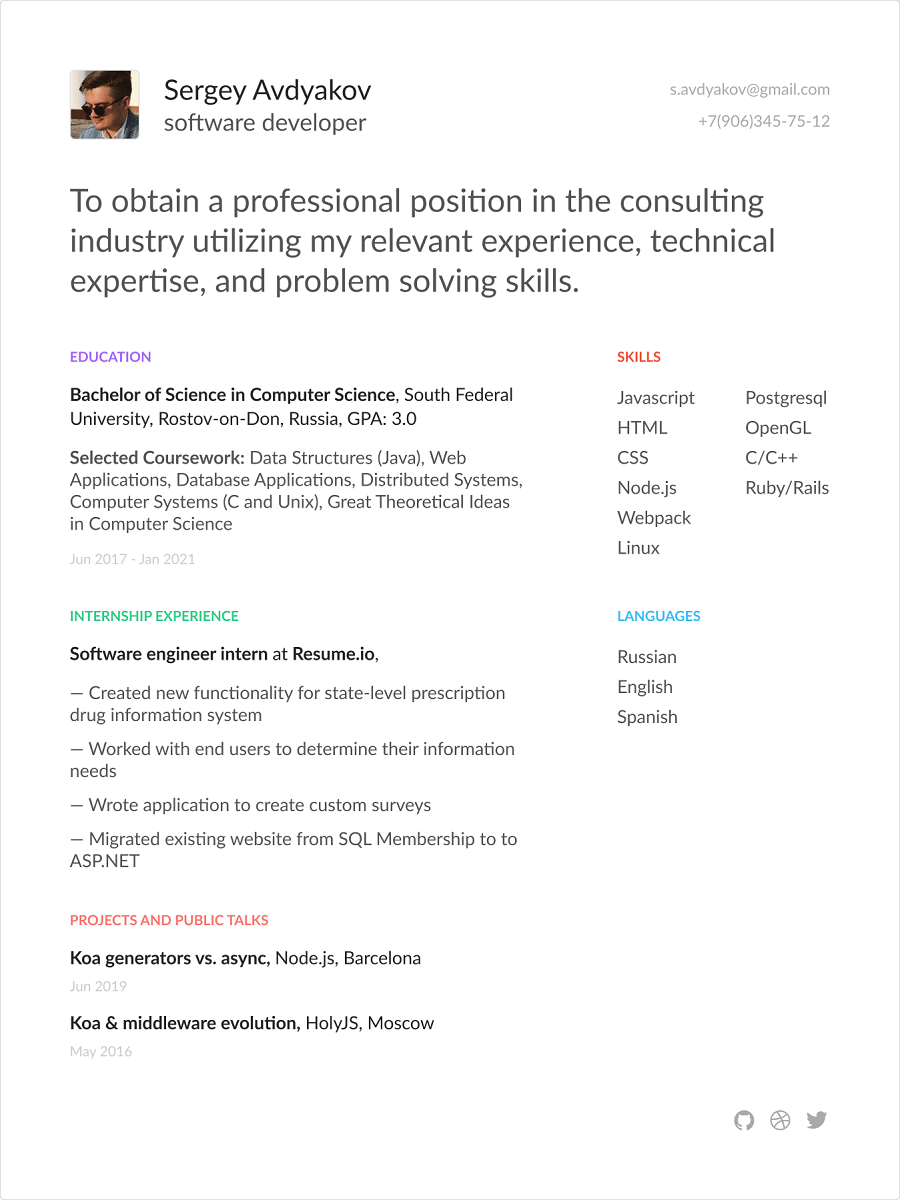 Sergey Avdyakov
software developer
s.avdyakov@gmail.com
+7(906)345-75-12
To obtain a professional position in the consulting
industry utilizing my relevant experience, technical
expertise, and problem solving skills.
EDUCATION
Bachelor of Science in Computer Science, South Federal
University, Rostov-on-Don, Russia, GPA: 3.0
Selected Coursework: Data Structures (Java), Web
Applications, Database Applications, Distributed Systems,
Computer Systems (C and Unix), Great Theoretical Ideas
in Computer Science
Jun 2017 - Jan 2021
INTERNSHIP EXPERIENCE
Software engineer intern at Resume.io,
— Created new functionality for state-level prescription
drug information system
— Worked with end users to determine their information
needs
— Wrote application to create custom surveys
— Migrated existing website from SQL Membership to to
ASP.NET
PROJECTS AND PUBLIC TALKS
Koa generators vs. async, Node.js, Barcelona
Jun 2019
Koa & middleware evolution, HolyJS, Moscow
May 2016
SKILLS
Javascript
HTML
CSS
Node.js
Webpack
Linux
Postgresql
OpenGL
C/C++
Ruby/Rails
LANGUAGES
Russian
English
Spanish